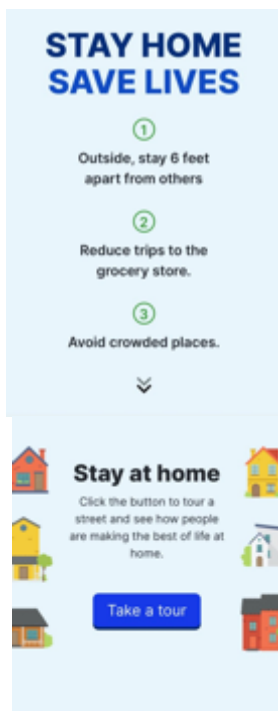 STAY HOME
SAVE LIVES
1
Outside, stay 6 feet
apart from others
2
Reduce trips to the
grocery store.
3
Avoid crowded places.
Stay at home
Click the button to tour a
street and see how people
are making the best of life at
home.
Take a tour